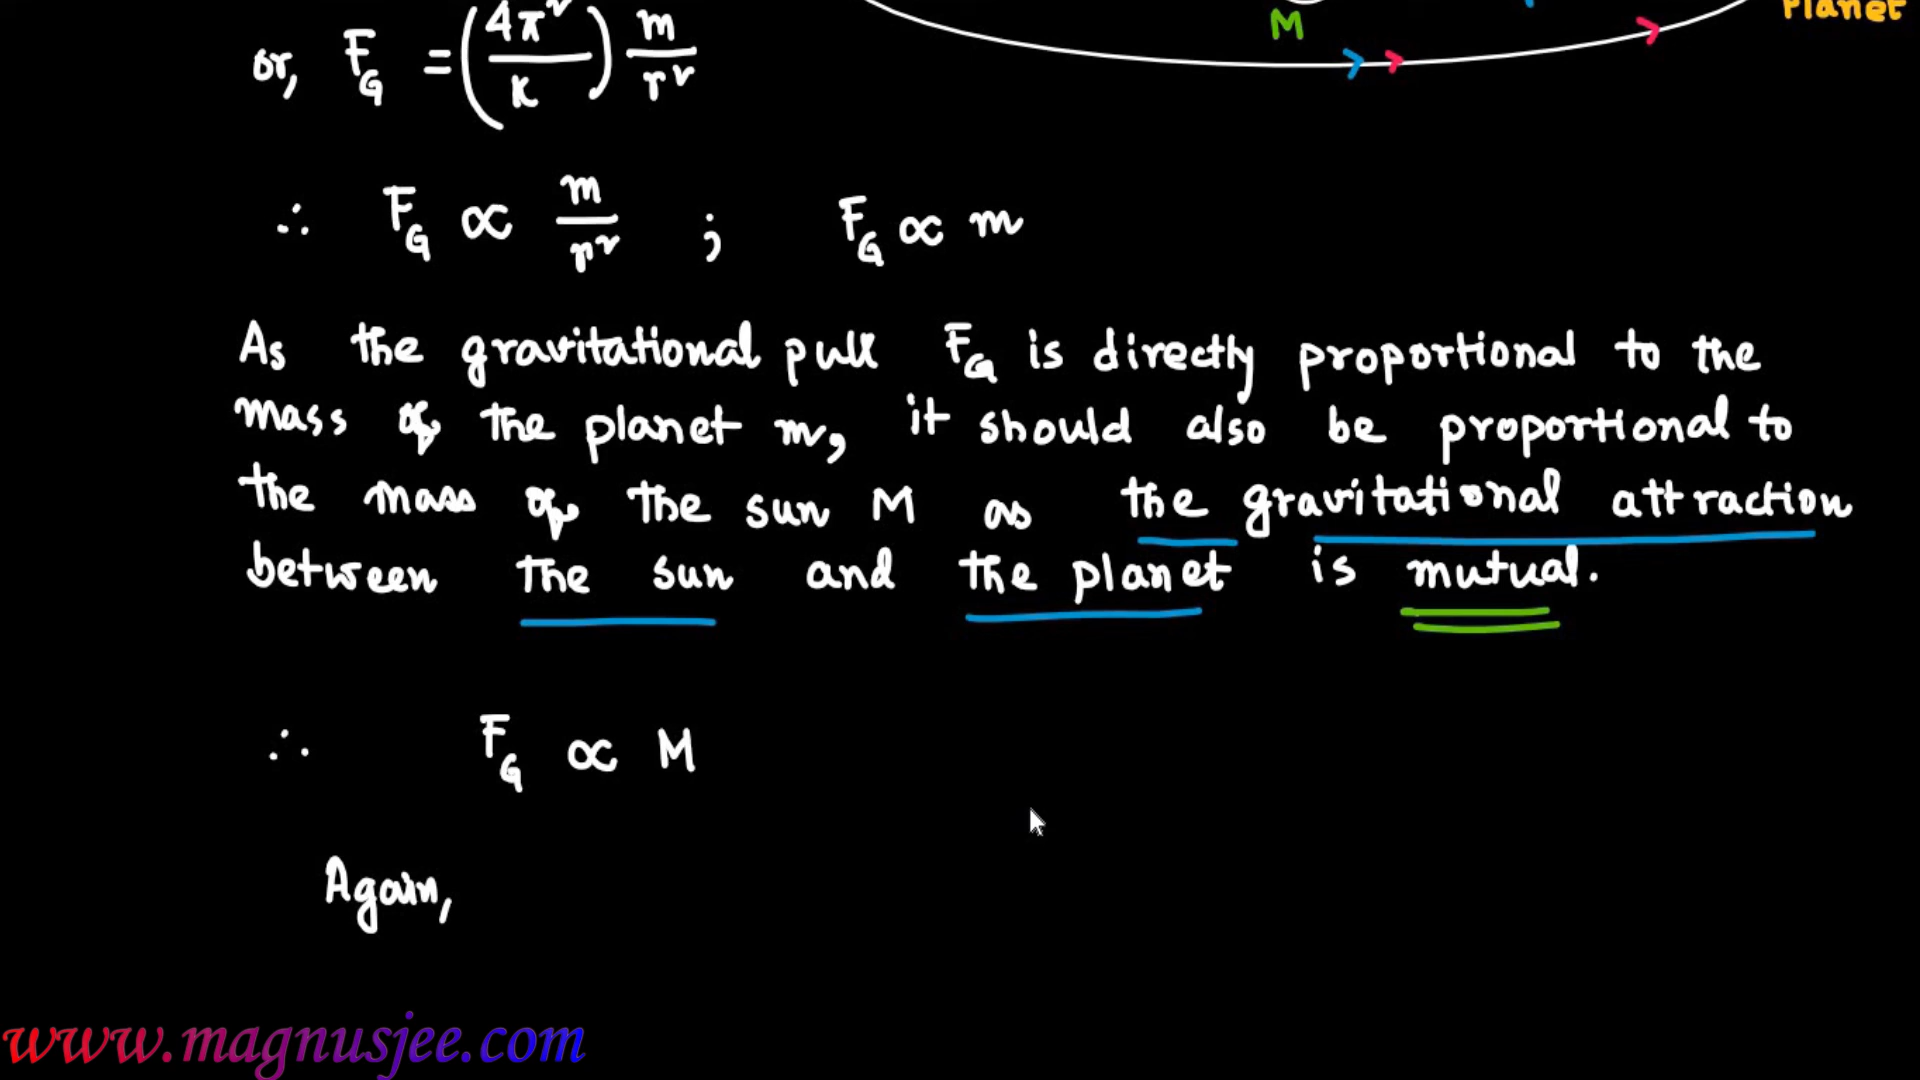 M
Planet
or, F_G = (4π²/K) m/r²
∴ F_G ∝ m/r² ; F_G ∝ m
As the gravitational pull F_G is directly proportional to the
mass of the planet m, it should also be proportional to
the mass of the sun M as the gravitational attraction
between the sun and the planet is mutual.
∴ F_G ∝ M
Again,
www.magnusjee.com